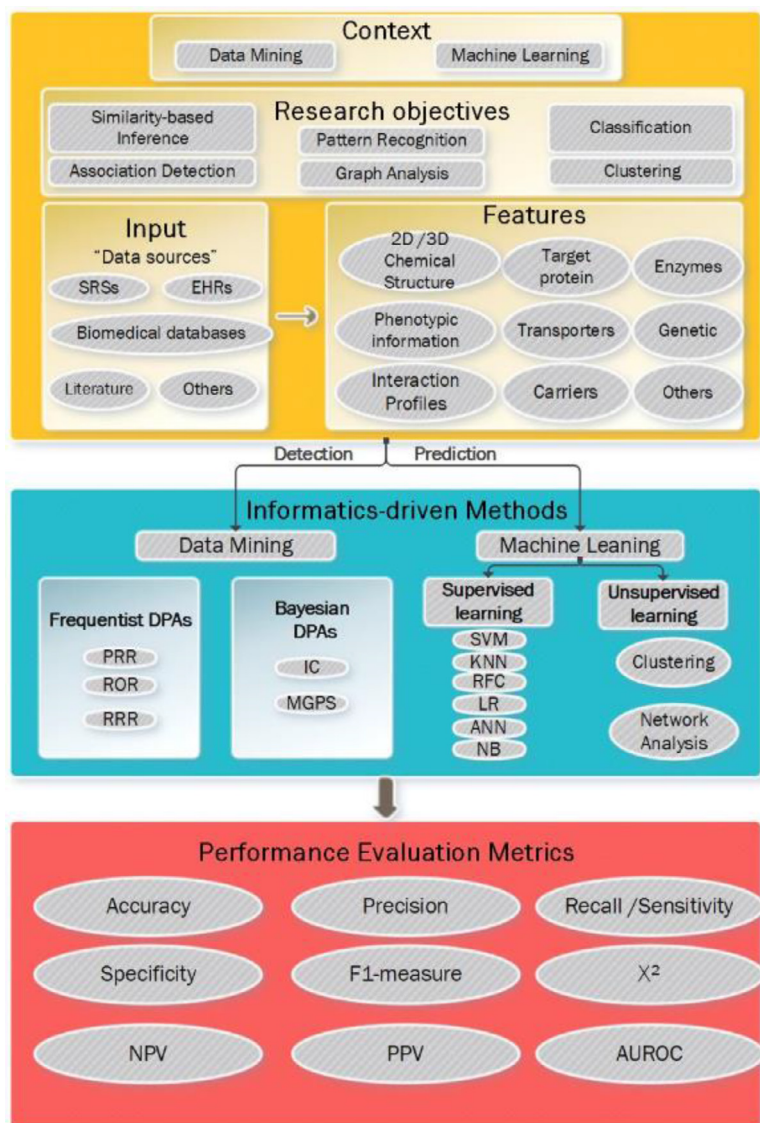 Context
Data Mining
Machine Learning
Research objectives
Similarity-based
Inference
Pattern Recognition
Classification
Association Detection
Graph Analysis
Clustering
Input
"Data sources"
SRSs
EHRs
Biomedical databases
Literature
Others
Features
2D /3D
Chemical
Structure
Target
protein
Enzymes
Phenotypic
information
Transporters
Genetic
Interaction
Profiles
Carriers
Others
Detection
Prediction
Informatics-driven Methods
Data Mining
Machine Leaning
Frequentist DPAs
PRR
ROR
RRR
Bayesian
DPAs
IC
MGPS
Supervised
learning
SVM
KNN
RFC
LR
ANN
NB
Unsupervised
learning
Clustering
Network
Analysis
Performance Evaluation Metrics
Accuracy
Precision
Recall /Sensitivity
Specificity
F1-measure
X²
NPV
PPV
AUROC